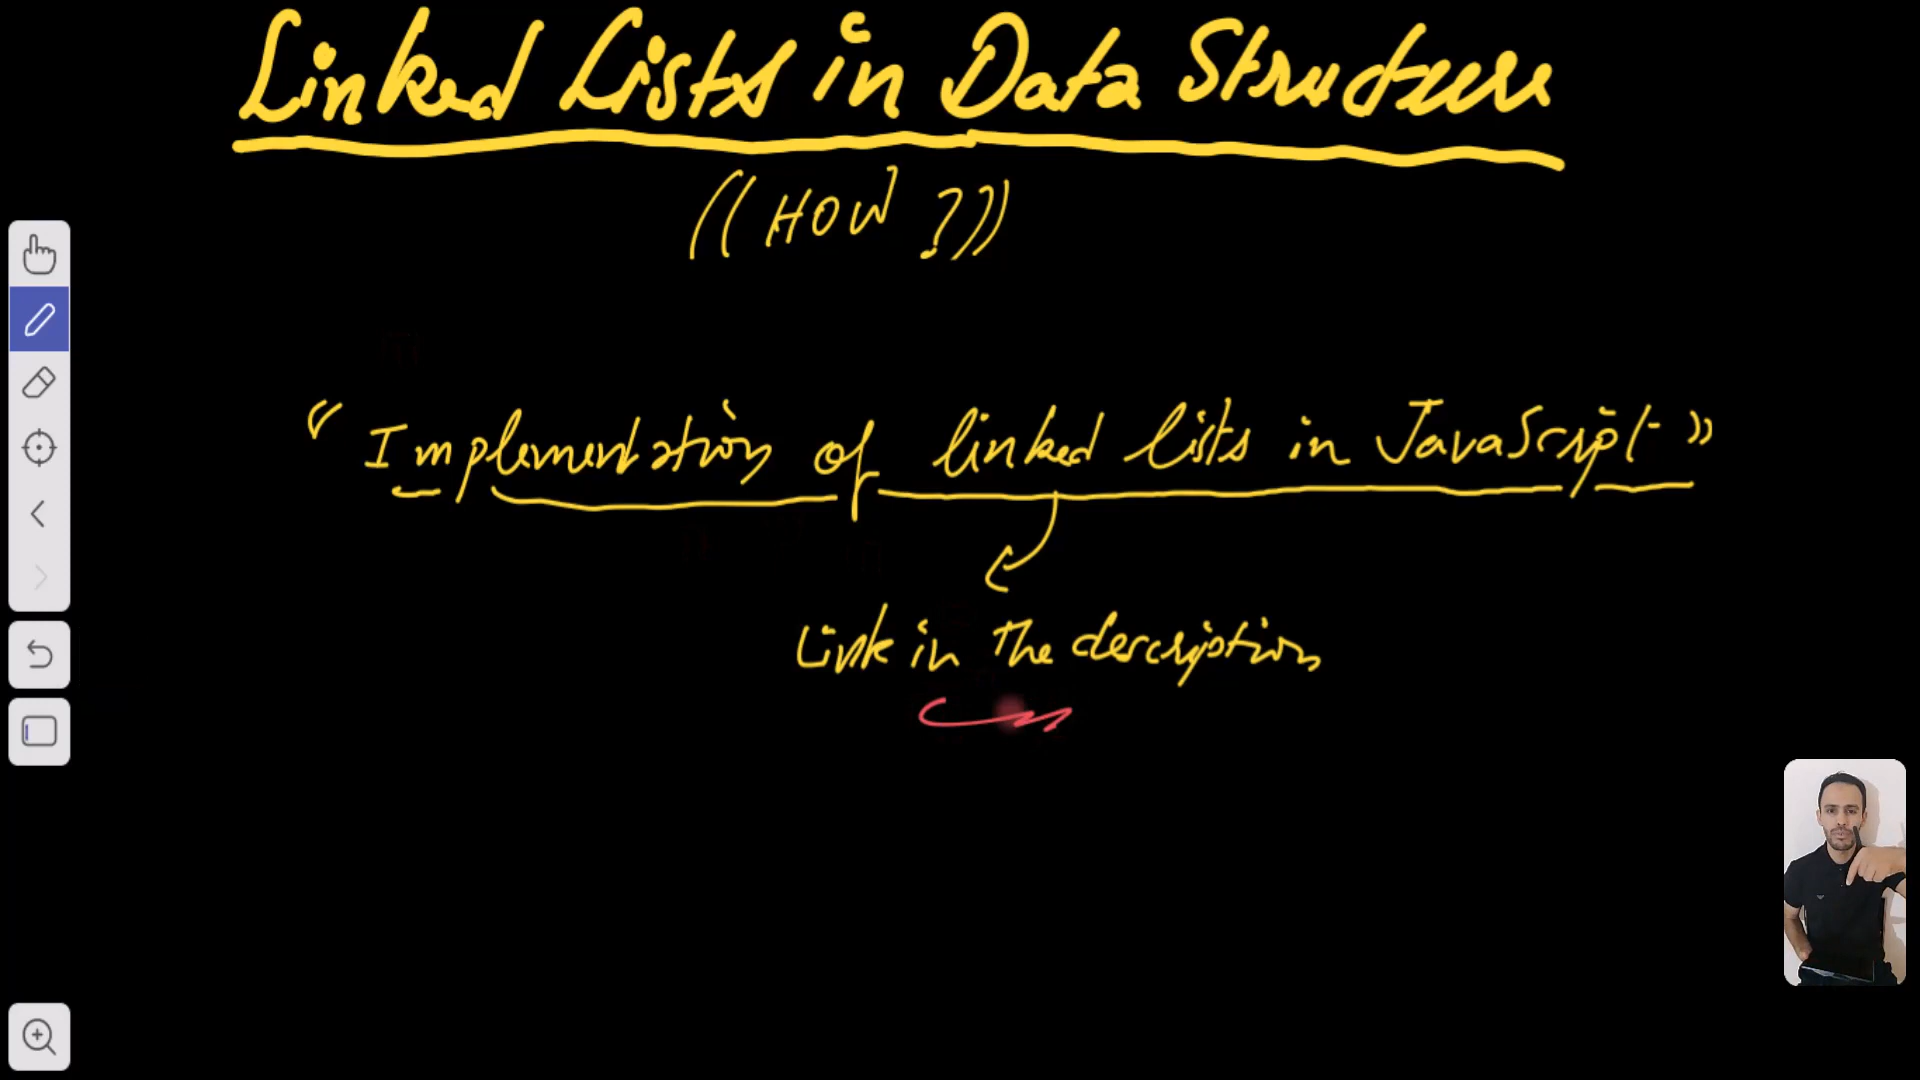 Linked Lists in Data Structure
((HOW ?))
"Implementation of linked lists in JavaScript"
Link in The description